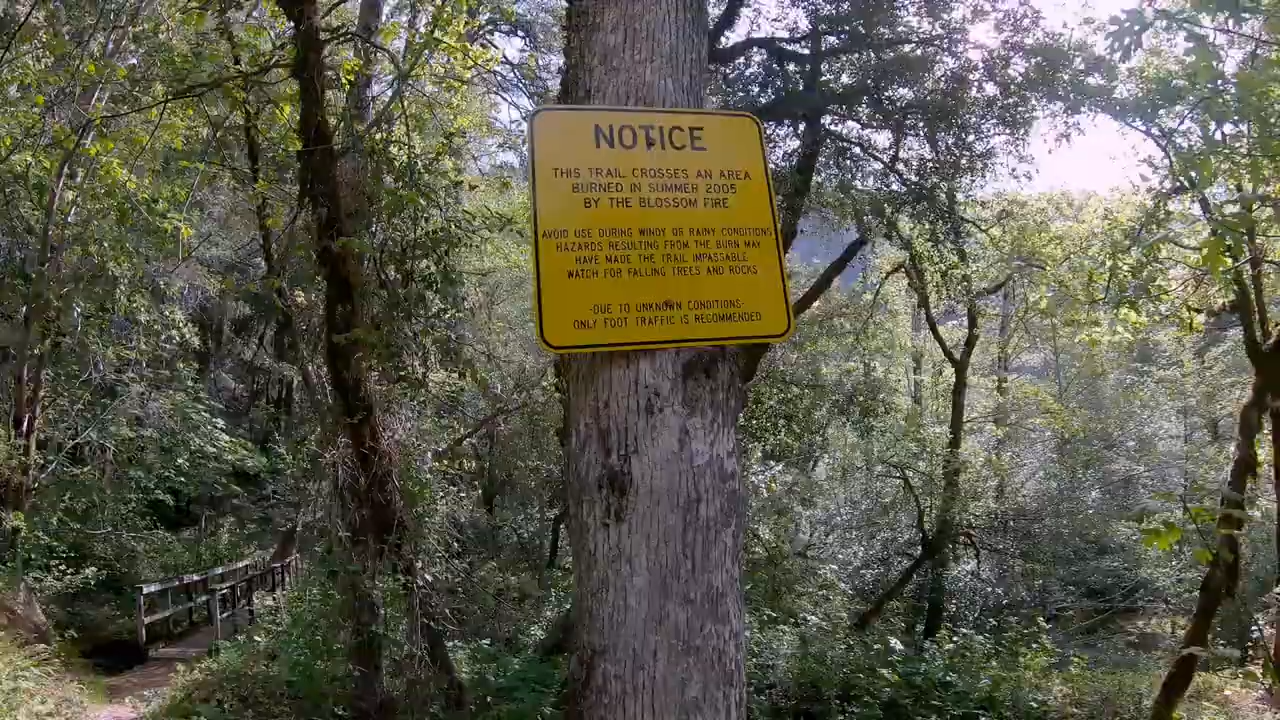 NOTICE
THIS TRAIL CROSSES AN AREA
BURNED IN SUMMER 2005
BY THE BLOSSOM FIRE
AVOID USE DURING WINDY OR RAINY CONDITIONS
HAZARDS RESULTING FROM THE BURN MAY
HAVE MADE THE TRAIL IMPASSABLE
WATCH FOR FALLING TREES AND ROCKS
-DUE TO UNKNOWN CONDITIONS-
ONLY FOOT TRAFFIC IS RECOMMENDED